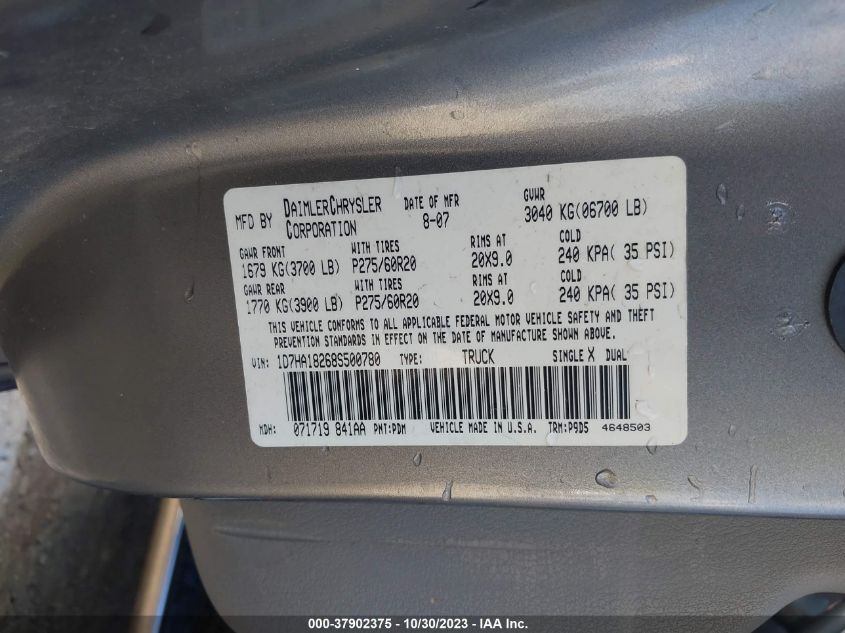 MFD BY DAIMLERCHRYSLER CORPORATION DATE OF MFR 8-07 GVWR 3040 KG(06700 LB)
GAWR FRONT WITH TIRES RIMS AT COLD
1679 KG(3700 LB) P275/60R20 20X9.0 240 KPA( 35 PSI)
GAWR REAR WITH TIRES RIMS AT COLD
1770 KG(3900 LB) P275/60R20 20X9.0 240 KPA( 35 PSI)
THIS VEHICLE CONFORMS TO ALL APPLICABLE FEDERAL MOTOR VEHICLE SAFETY AND THEFT
PREVENTION STANDARDS IN EFFECT ON THE DATE OF MANUFACTURE SHOWN ABOVE.
VIN: 1D7HA18268S500780 TYPE: TRUCK SINGLE X DUAL
MDH: 071719 841AA PNT:PDM VEHICLE MADE IN U.S.A. TRM:P9D5 4648503
000-37902375 - 10/30/2023 - IAA Inc.